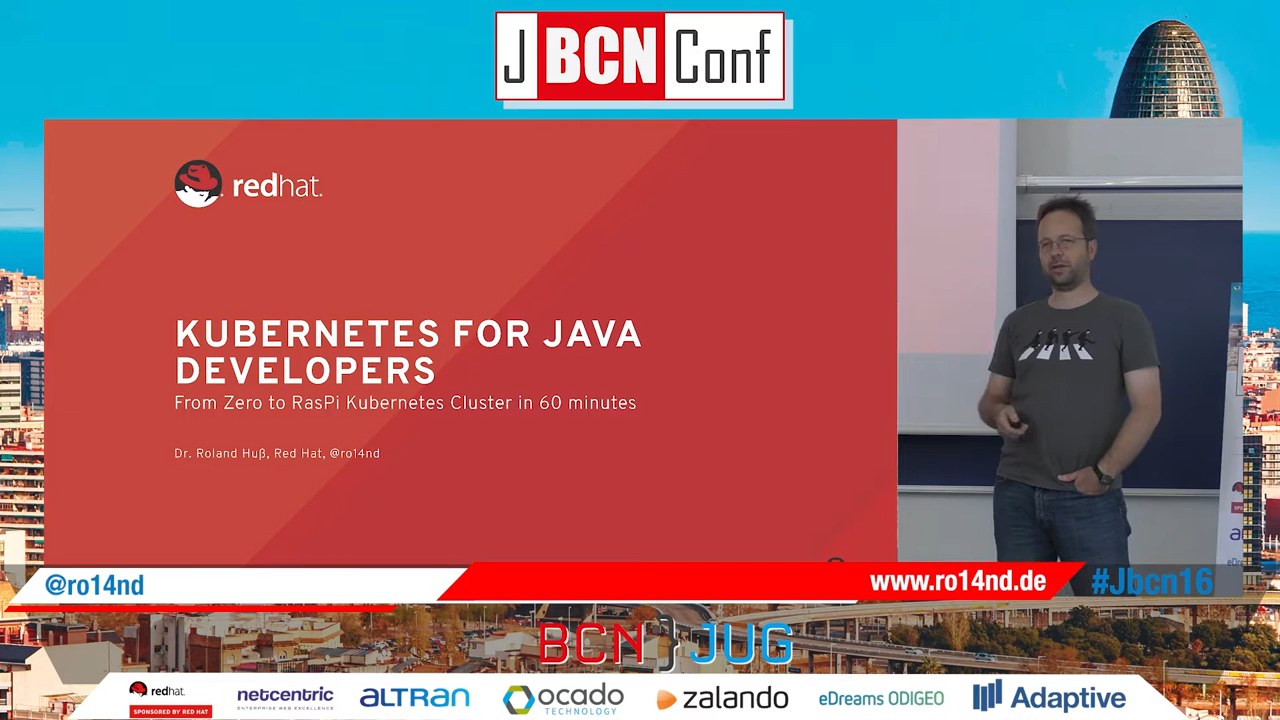 J BCN Conf
redhat.
KUBERNETES FOR JAVA
DEVELOPERS
From Zero to RasPi Kubernetes Cluster in 60 minutes
Dr. Roland Huß, Red Hat, @ro14nd
@ro14nd
www.ro14nd.de
#Jbcn16
BCN JUG
redhat.
SPONSORED BY RED HAT
netcentric
ENTERPRISE WEB EXCELLENCE
ALTRAN
ocado
TECHNOLOGY
zalando
eDreams ODIGEO
Adaptive